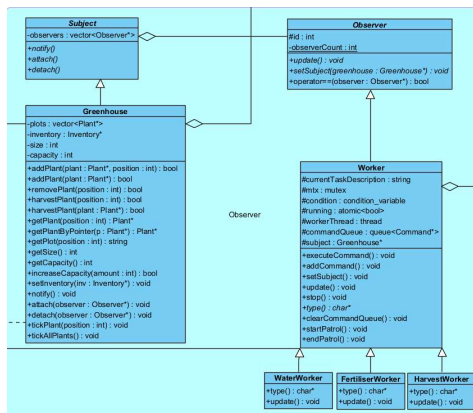 Subject
-observers : vector<Observer*>
+notify()
+attach()
+detach()
Observer
#id : int
-observerCount : int
+update() : void
+setSubject(greenhouse : Greenhouse*) : void
+operator==(observer : Observer*) : bool
Greenhouse
-plots : vector<Plant*>
-inventory : Inventory*
-size : int
-capacity : int
+addPlant(plant : Plant*, position : int) : bool
+addPlant(plant : Plant*) : bool
+removePlant(position : int) : bool
+harvestPlant(position : int) : bool
+harvestPlant(plant : Plant*) : bool
+getPlant(position : int) : Plant*
+getPlantByPointer(p : Plant*) : Plant*
+getPlot(position : int) : string
+getSize() : int
+getCapacity() : int
+increaseCapacity(amount : int) : bool
+setInventory(inv : Inventory*) : void
+notify() : void
+attach(observer : Observer*) : void
+detach(observer : Observer*) : void
+tickPlant(position : int) : void
+tickAllPlants() : void
Observer
Worker
#currentTaskDescription : string
#mtx : mutex
#condition : condition_variable
#running : atomic<bool>
#workerThread : thread
#commandQueue : queue<Command*>
#subject : Greenhouse*
+executeCommand() : void
+addCommand() : void
+setSubject() : void
+update() : void
+stop() : void
+type() : char*
+clearCommandQueue() : void
+startPatrol() : void
+endPatrol() : void
WaterWorker
+type() : char*
+update() : void
FertiliserWorker
+type() : char*
+update() : void
HarvestWorker
+type() : char*
+update() : void